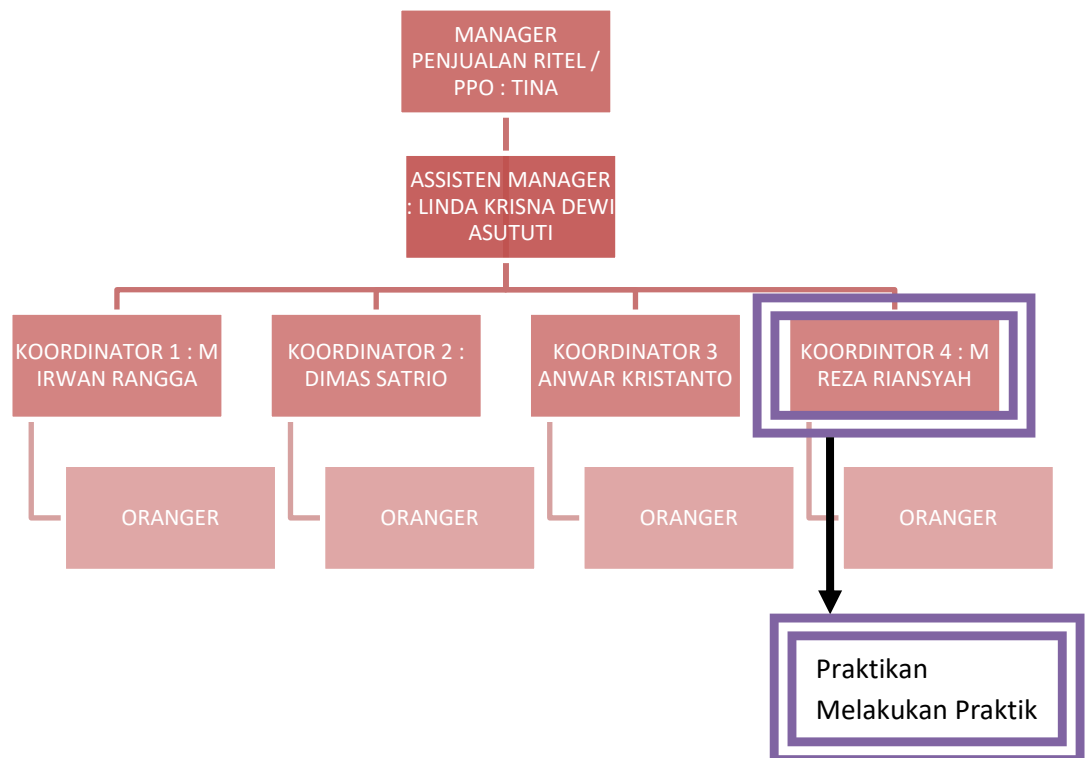 MANAGER
PENJUALAN RITEL /
PPO : TINA
ASSISTEN MANAGER
: LINDA KRISNA DEWI
ASUTUTI
KOORDINATOR 1 : M
IRWAN RANGGA
KOORDINATOR 2 :
DIMAS SATRIO
KOORDINATOR 3
ANWAR KRISTANTO
KOORDINTOR 4 : M
REZA RIANSYAH
ORANGER
ORANGER
ORANGER
ORANGER
Praktikan
Melakukan Praktik